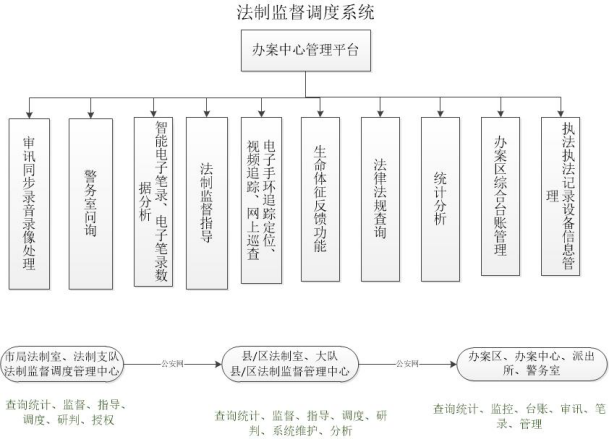 法制监督调度系统
办案中心管理平台
审讯同步录音录像处理
警务室问询
智能电子笔录、电子笔录数
据分析
法制监督指导
电子手环追踪定位、
视频追踪、网上巡查
生命体征反馈功能
法律法规查询
统计分析
办案区综合台账管理
执法执法记录设备信息管
理
市局法制室、法制支队
法制监督调度管理中心
公安网
县/区法制室、大队
县/区法制监督管理中心
公安网
办案区、办案中心、派出
所、警务室
查询统计、监督、指导、
调度、研判、授权
查询统计、监督、指导、调度、研
判、系统维护、分析
查询统计、监控、台账、审讯、笔
录、管理